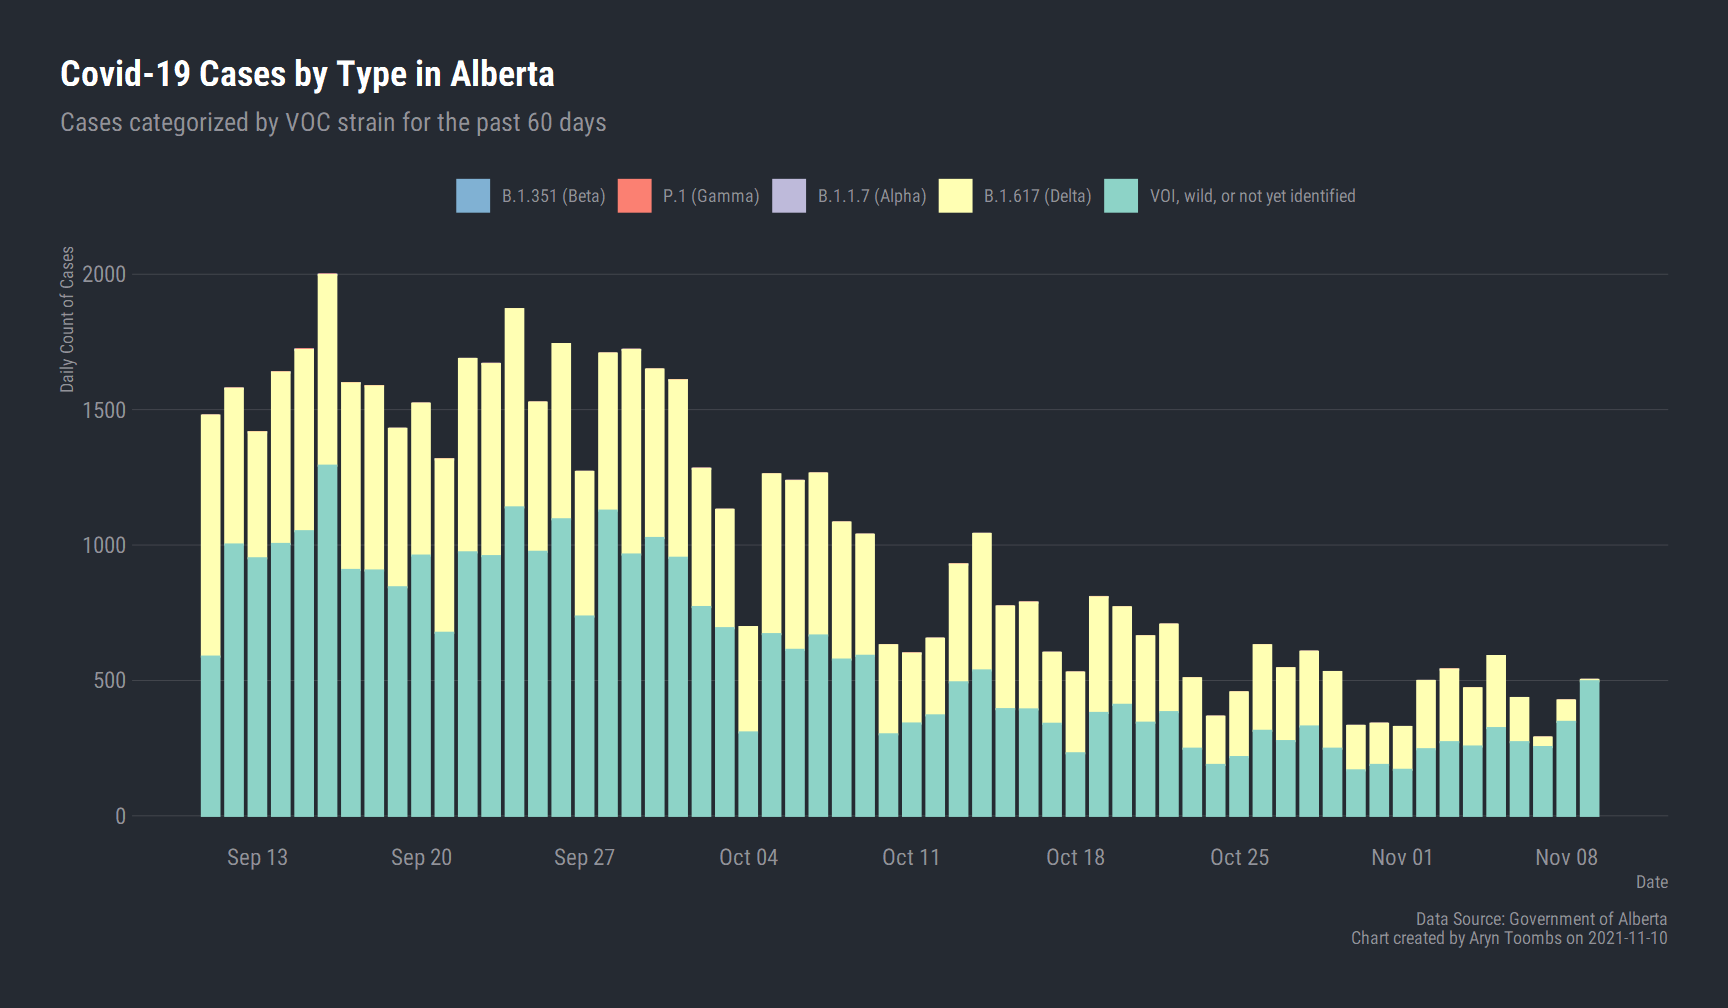 Covid-19 Cases by Type in Alberta
Cases categorized by VOC strain for the past 60 days
B.1.351 (Beta) P.1 (Gamma) B.1.1.7 (Alpha) B.1.617 (Delta) VOI, wild, or not yet identified
Daily Count of Cases
2000
1500
1000
500
0
Sep 13 Sep 20 Sep 27 Oct 04 Oct 11 Oct 18 Oct 25 Nov 01 Nov 08
Date
Data Source: Government of Alberta
Chart created by Aryn Toombs on 2021-11-10